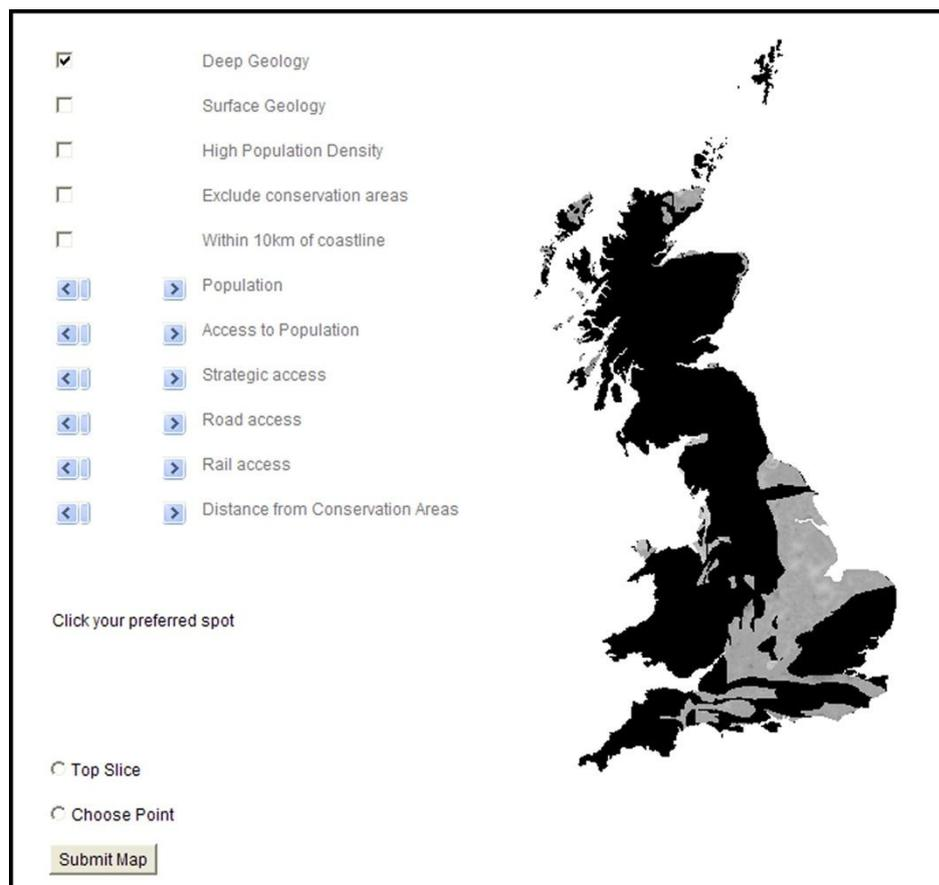 Deep Geology
Surface Geology
High Population Density
Exclude conservation areas
Within 10km of coastline
Population
Access to Population
Strategic access
Road access
Rail access
Distance from Conservation Areas
Click your preferred spot
Top Slice
Choose Point
Submit Map